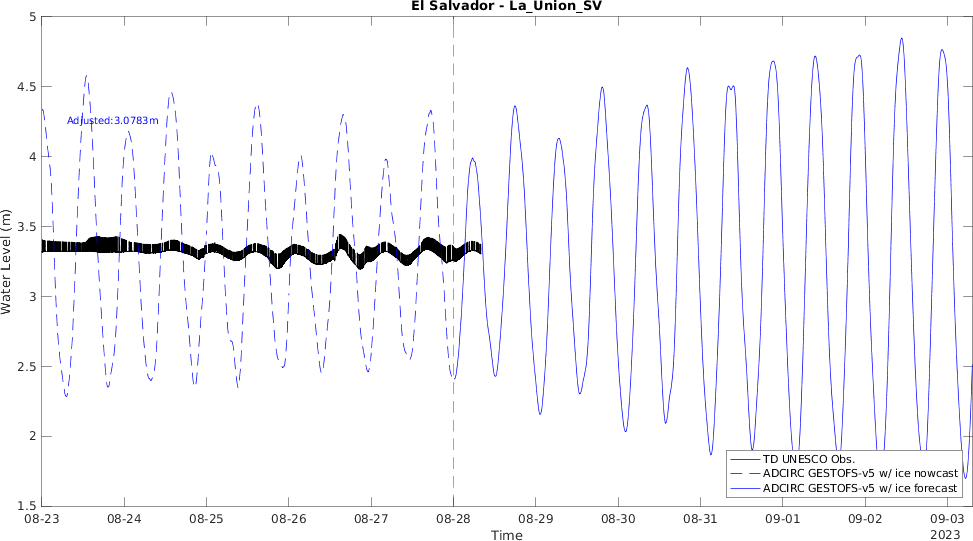 El Salvador - La_Union_SV
5
4.5
4
3.5
3
2.5
2
1.5
Water Level (m)
Adjusted:3.0783m
TD UNESCO Obs.
ADCIRC GESTOFS-v5 w/ ice nowcast
ADCIRC GESTOFS-v5 w/ ice forecast
08-23 08-24 08-25 08-26 08-27 08-28 08-29 08-30 08-31 09-01 09-02 09-03
2023
Time